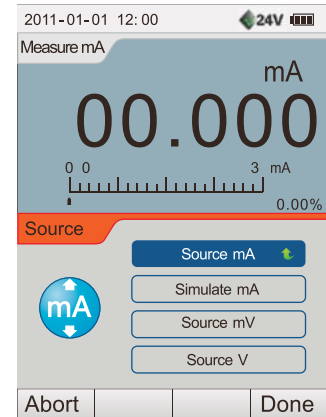 2011-01-01 12:00 24V
Measure mA
mA
00.000
0 0 3 mA
0.00%
Source
Source mA
mA
Simulate mA
Source mV
Source V
Abort Done